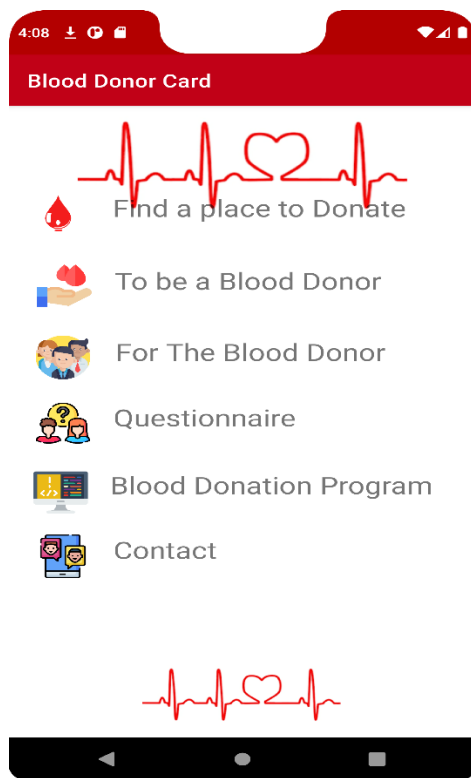 4:08
Blood Donor Card
Find a place to Donate
To be a Blood Donor
For The Blood Donor
Questionnaire
Blood Donation Program
Contact